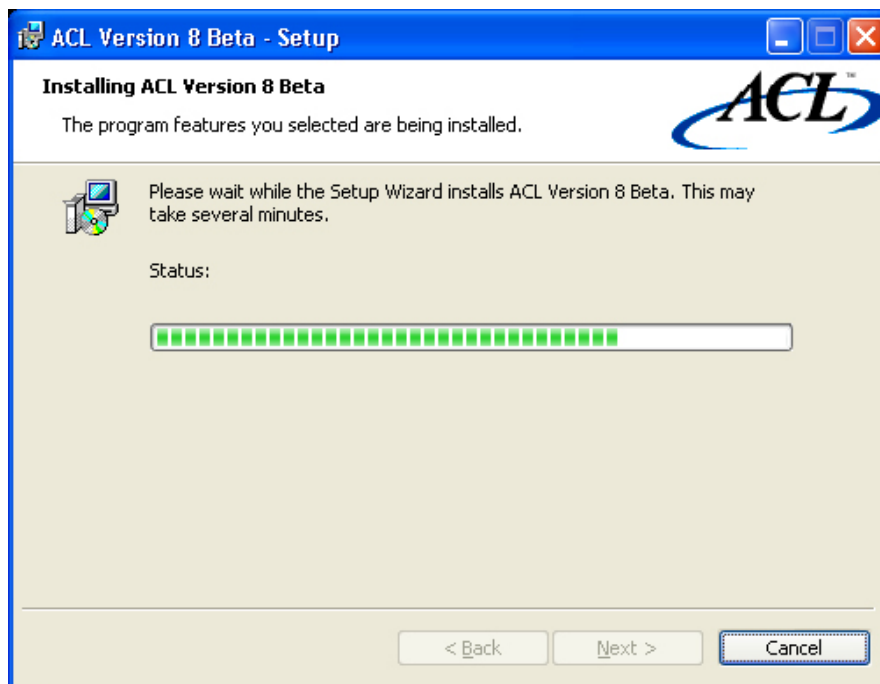 ACL Version 8 Beta - Setup
Installing ACL Version 8 Beta
The program features you selected are being installed.
ACL™
Please wait while the Setup Wizard installs ACL Version 8 Beta. This may
take several minutes.
Status:
< Back
Next >
Cancel